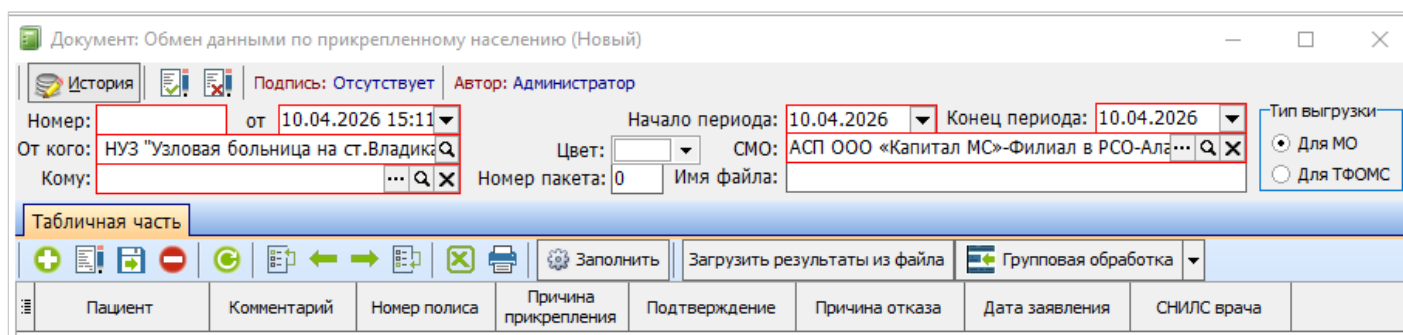 Документ: Обмен данными по прикрепленному населению (Новый)
История Подпись: Отсутствует Автор: Администратор
Номер: от 10.04.2026 15:11 Начало периода: 10.04.2026 Конец периода: 10.04.2026 Тип выгрузки
От кого: НУЗ "Узловая больница на ст.Владика Цвет: СМО: АСП ООО «Капитал МС»-Филиал в РСО-Ала Для МО
Кому: Номер пакета: 0 Имя файла: Для ТФОМС
Табличная часть
Заполнить Загрузить результаты из файла Групповая обработка
Пациент Комментарий Номер полиса Причина прикрепления Подтверждение Причина отказа Дата заявления СНИЛС врача